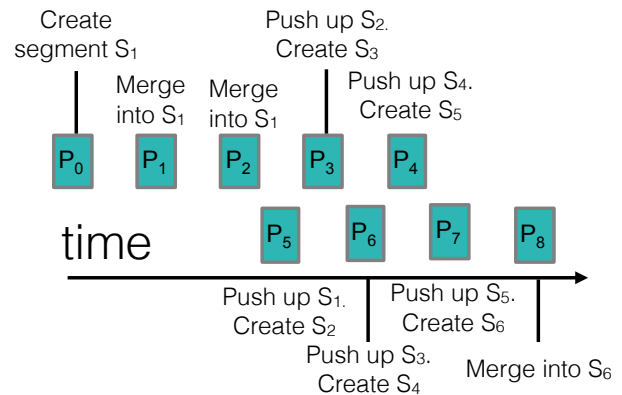 Create
segment S₁
Push up S₂.
Create S₃
Merge
into S₁
Merge
into S₁
Push up S₄.
Create S₅
P₀
P₁
P₂
P₃
P₄
P₅
P₆
P₇
P₈
time
Push up S₁.
Create S₂
Push up S₅.
Create S₆
Push up S₃.
Create S₄
Merge into S₆